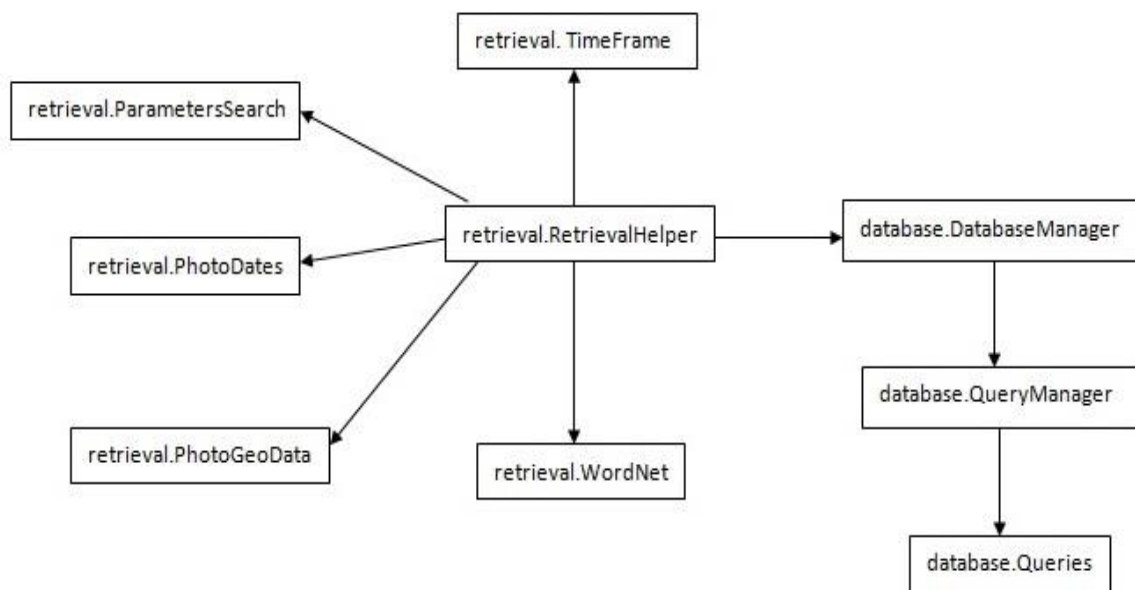 retrieval. TimeFrame
retrieval.ParametersSearch
retrieval.RetrievalHelper
database.DatabaseManager
retrieval.PhotoDates
database.QueryManager
retrieval.PhotoGeoData
retrieval.WordNet
database.Queries